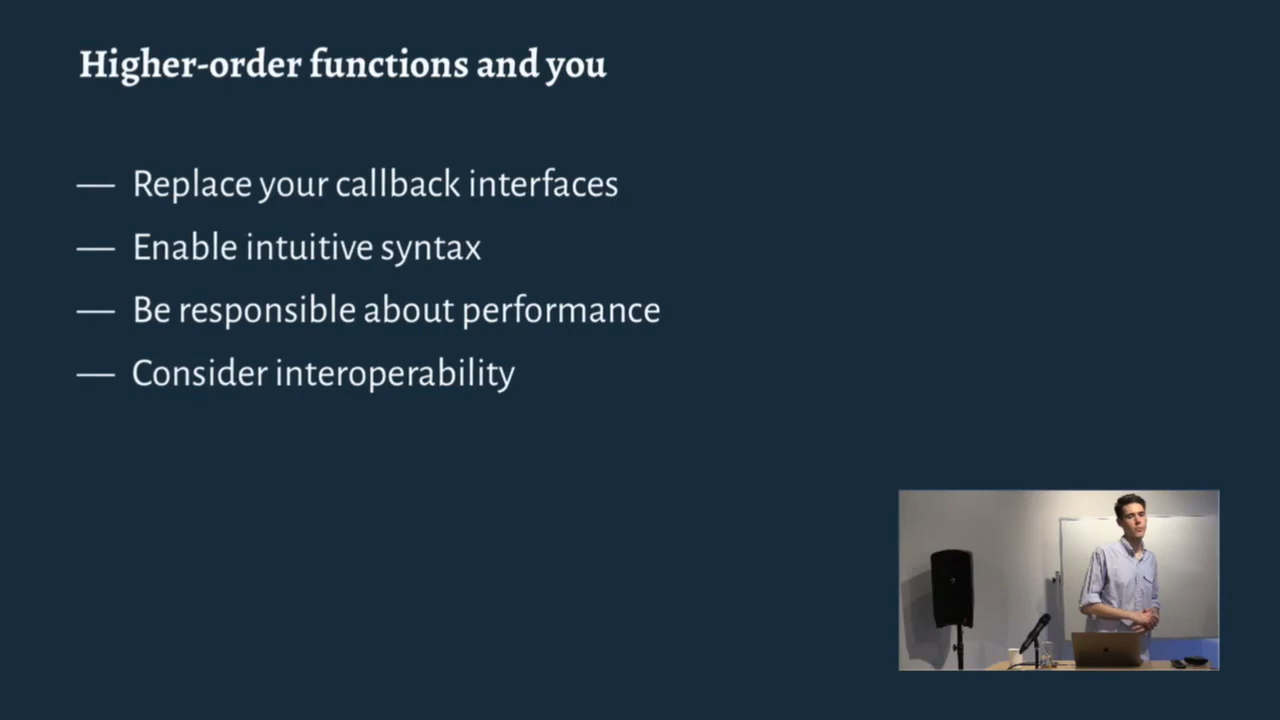 Higher-order functions and you
— Replace your callback interfaces
— Enable intuitive syntax
— Be responsible about performance
— Consider interoperability